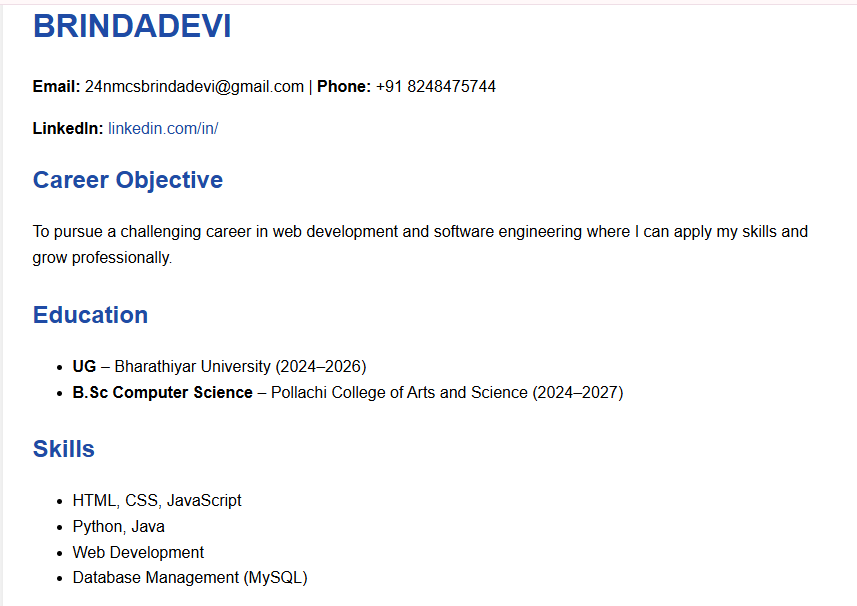 BRINDADEVI
Email: 24nmcsbrindadevi@gmail.com | Phone: +91 8248475744
LinkedIn: linkedin.com/in/
Career Objective
To pursue a challenging career in web development and software engineering where I can apply my skills and
grow professionally.
Education
• UG – Bharathiyar University (2024–2026)
• B.Sc Computer Science – Pollachi College of Arts and Science (2024–2027)
Skills
• HTML, CSS, JavaScript
• Python, Java
• Web Development
• Database Management (MySQL)